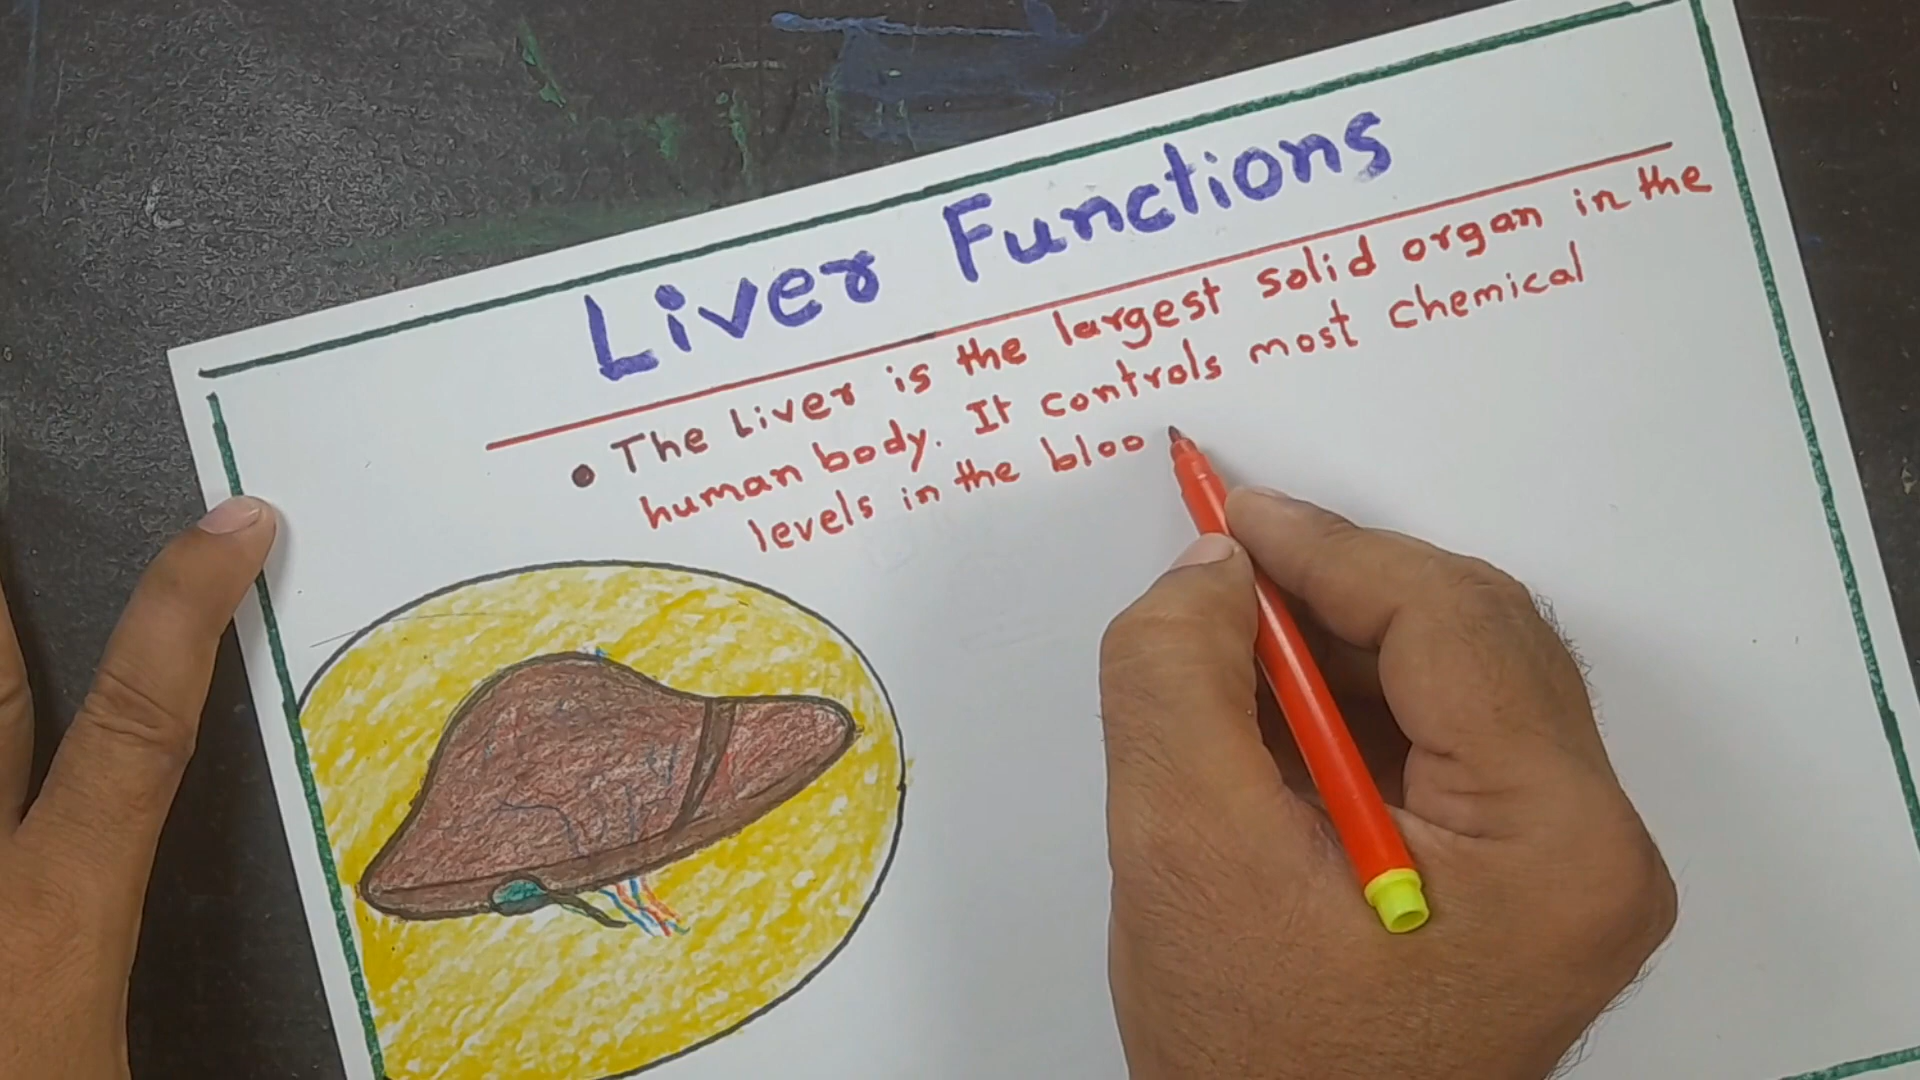 Liver Functions
• The Liver is the largest solid organ in the
human body. It controls most chemical
levels in the bloo